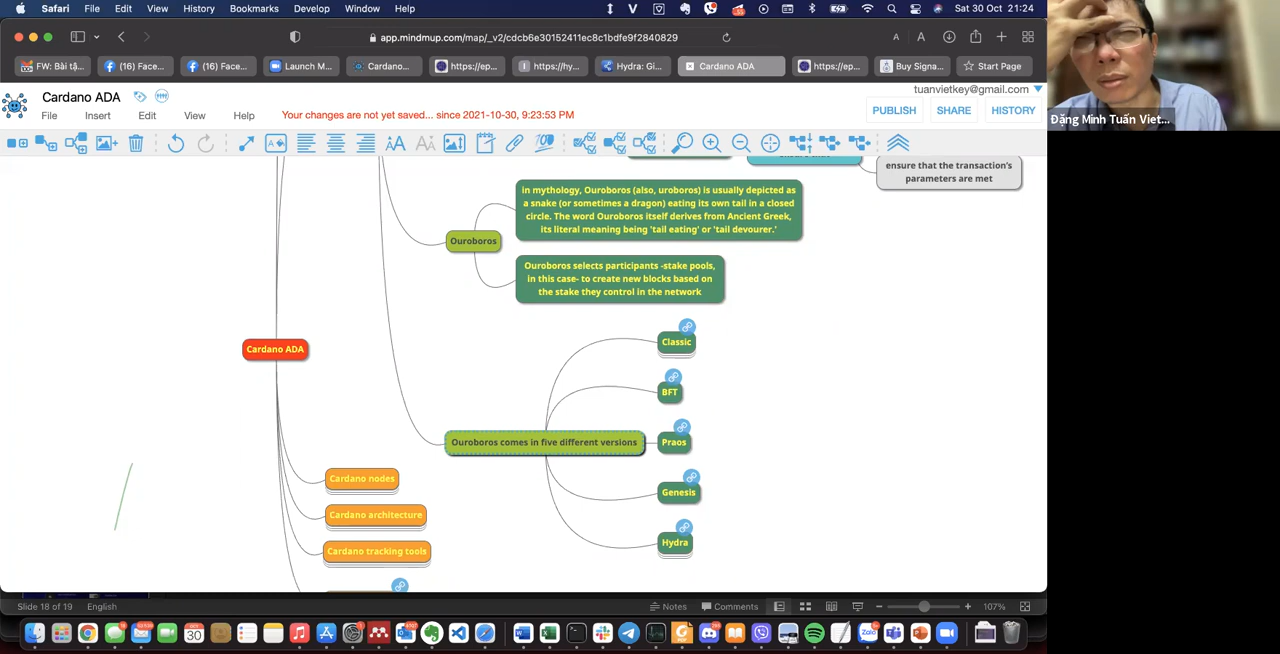 Safari File Edit View History Bookmarks Develop Window Help Sat 30 Oct 21:24
app.mindmup.com/map/_v2/cdcb6e30152411ec8c1bdfe9f2840829
FW: Bài tậ... (16) Face... (16) Face... Launch M... Cardano... https://ep... https://hy... Hydra: Gi... Cardano ADA https://ep... Buy Signa... Start Page
tuanvietkey@gmail.com
Cardano ADA
File Insert Edit View Help
Your changes are not yet saved... since 2021-10-30, 9:23:53 PM
PUBLISH SHARE HISTORY
Đặng Minh Tuấn Viet...
ensure that the transaction's
parameters are met
in mythology, Ouroboros (also, uroboros) is usually depicted as
a snake (or sometimes a dragon) eating its own tail in a closed
circle. The word Ouroboros itself derives from Ancient Greek,
its literal meaning being 'tail eating' or 'tail devourer.'
Ouroboros
Ouroboros selects participants -stake pools,
in this case- to create new blocks based on
the stake they control in the network
Cardano ADA
Classic
BFT
Ouroboros comes in five different versions
Praos
Genesis
Hydra
Cardano nodes
Cardano architecture
Cardano tracking tools
Slide 18 of 19 English Notes Comments 107%